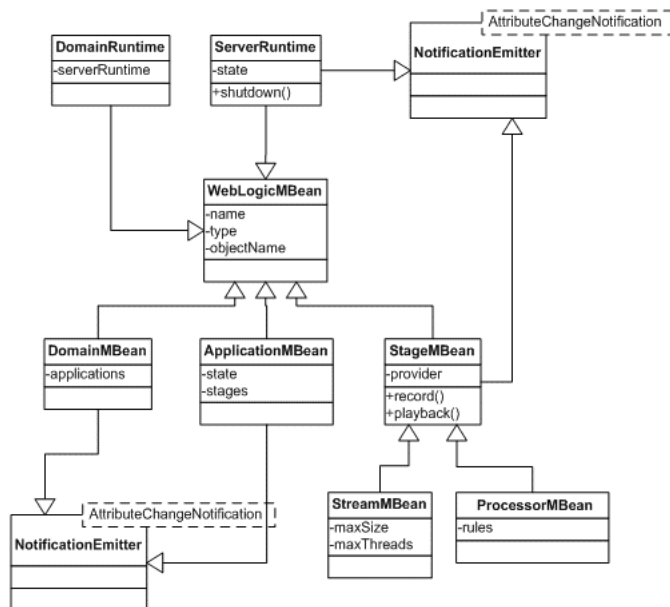 AttributeChangeNotification
DomainRuntime
-serverRuntime
ServerRuntime
-state
+shutdown()
NotificationEmitter
WebLogicMBean
-name
-type
-objectName
DomainMBean
-applications
ApplicationMBean
-state
-stages
StageMBean
-provider
+record()
+playback()
AttributeChangeNotification
NotificationEmitter
StreamMBean
-maxSize
-maxThreads
ProcessorMBean
-rules